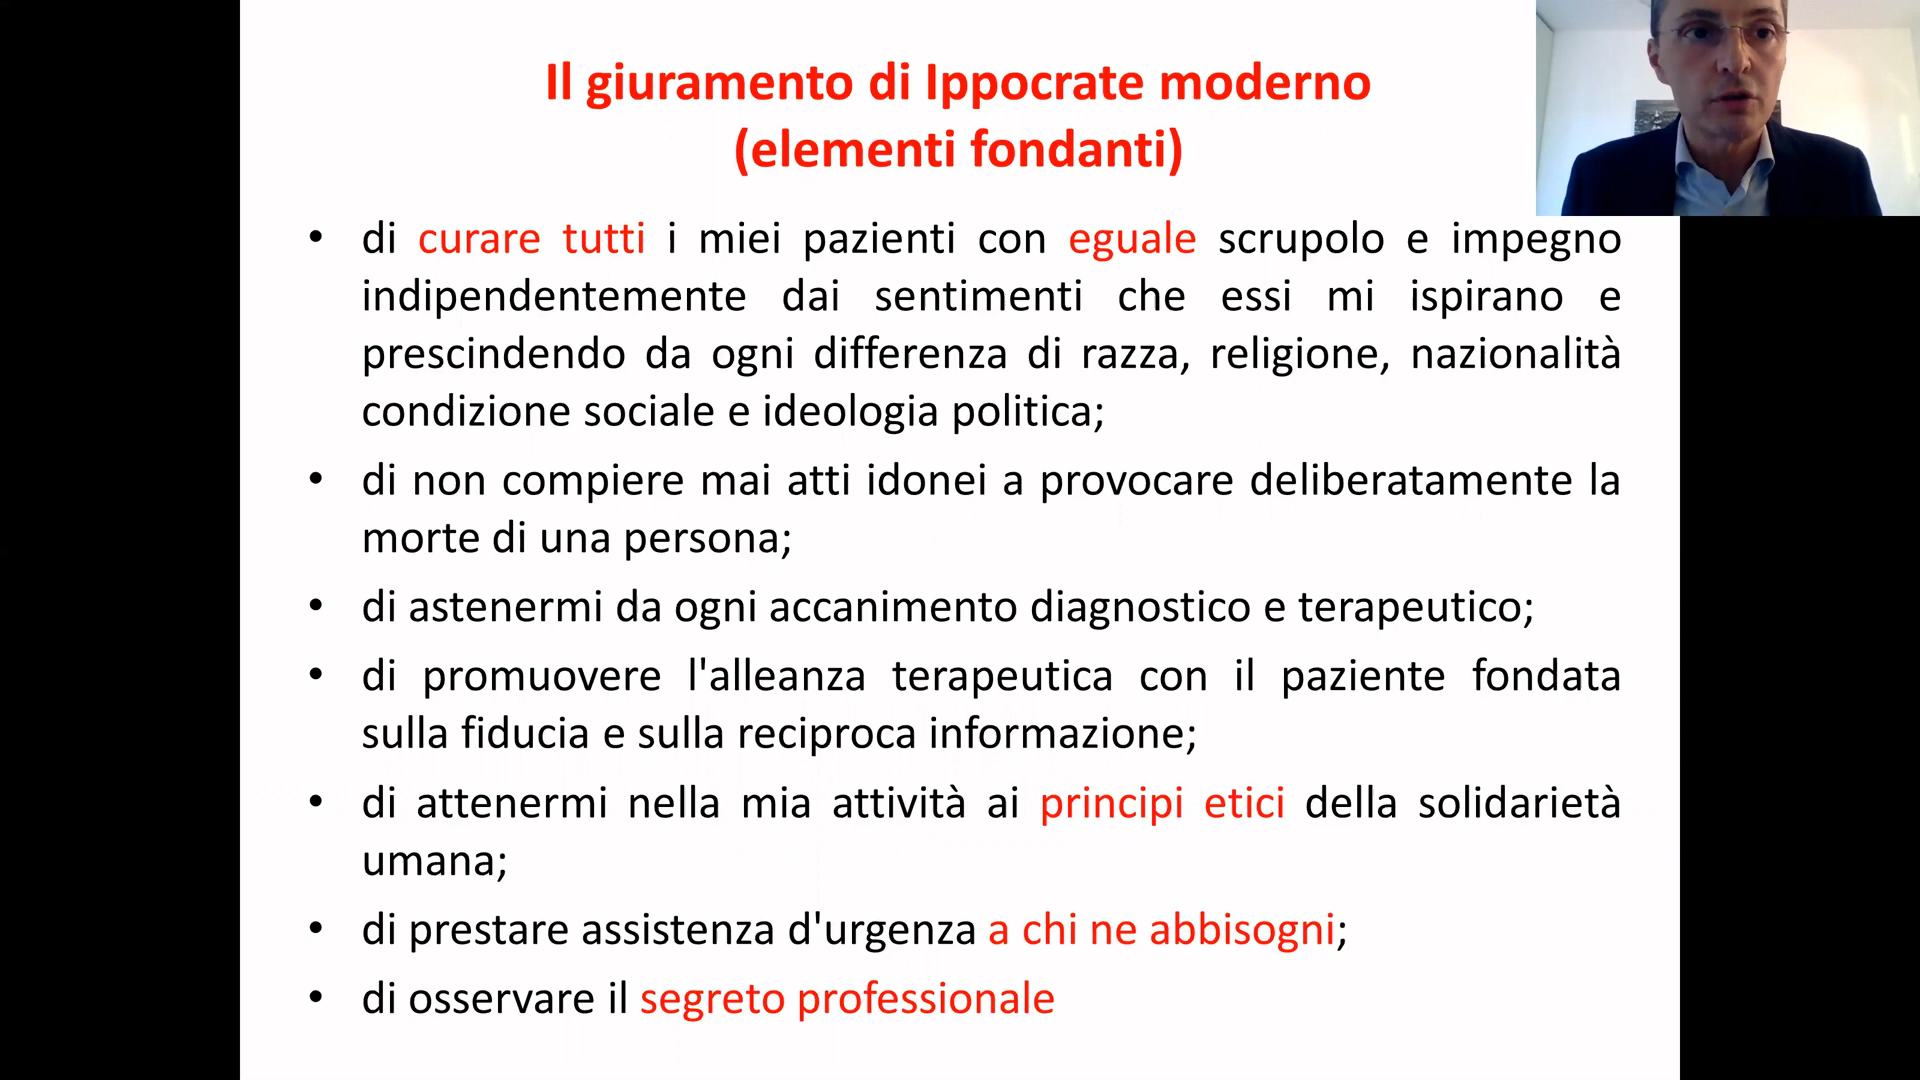 Il giuramento di Ippocrate moderno
(elementi fondanti)
• di curare tutti i miei pazienti con eguale scrupolo e impegno
indipendentemente dai sentimenti che essi mi ispirano e
prescindendo da ogni differenza di razza, religione, nazionalità
condizione sociale e ideologia politica;
• di non compiere mai atti idonei a provocare deliberatamente la
morte di una persona;
• di astenermi da ogni accanimento diagnostico e terapeutico;
• di promuovere l'alleanza terapeutica con il paziente fondata
sulla fiducia e sulla reciproca informazione;
• di attenermi nella mia attività ai principi etici della solidarietà
umana;
• di prestare assistenza d'urgenza a chi ne abbisogni;
• di osservare il segreto professionale